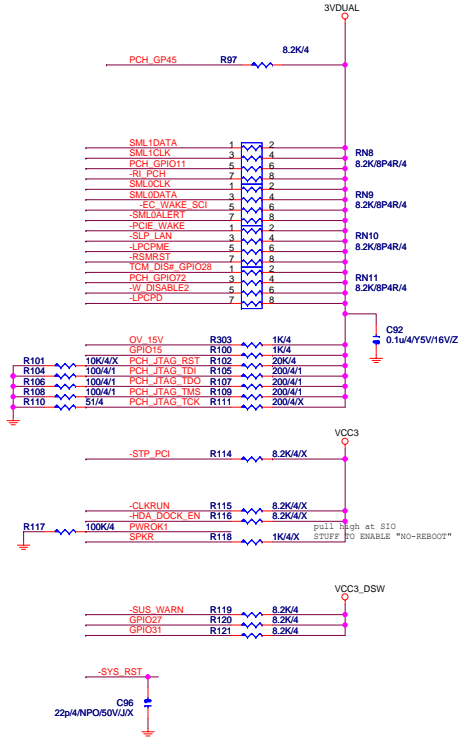 3VDUAL
8.2K/4
PCH_GP45 R97
SML1DATA 1 2
SML1CLK 3 4 RN8
PCH_GPIO11 5 6 8.2K/8P4R/4
-RI_PCH 7 8
SML0CLK 1 2
SML0DATA 3 4 RN9
-EC_WAKE_SCI 5 6 8.2K/8P4R/4
-SML0ALERT 7 8
-PCIE_WAKE 1 2
-SLP_LAN 3 4 RN10
-LPCPME 5 6 8.2K/8P4R/4
-RSMRST 7 8
TCM_DIS#_GPIO28 1 2
PCH_GPIO72 3 4 RN11
-W_DISABLE2 5 6 8.2K/8P4R/4
-LPCPD 7 8
C92
0.1u/4/Y5V/16V/Z
OV_15V R303 1K/4
GPIO15 R100 1K/4
R101 10K/4/X PCH_JTAG_RST R102 20K/4
R104 100/4/1 PCH_JTAG_TDI R105 200/4/1
R106 100/4/1 PCH_JTAG_TDO R107 200/4/1
R108 100/4/1 PCH_JTAG_TMS R109 200/4/1
R110 51/4 PCH_JTAG_TCK R111 200/4/X
VCC3
-STP_PCI R114 8.2K/4/X
-CLKRUN R115 8.2K/4/X
-HDA_DOCK_EN R116 8.2K/4/X
R117 100K/4 PWROK1 pull high at SIO
SPKR R118 1K/4/X STUFF TO ENABLE "NO-REBOOT"
VCC3_DSW
-SUS_WARN R119 8.2K/4
GPIO27 R120 8.2K/4
GPIO31 R121 8.2K/4
-SYS_RST
C96
22p/4/NPO/50V/J/X